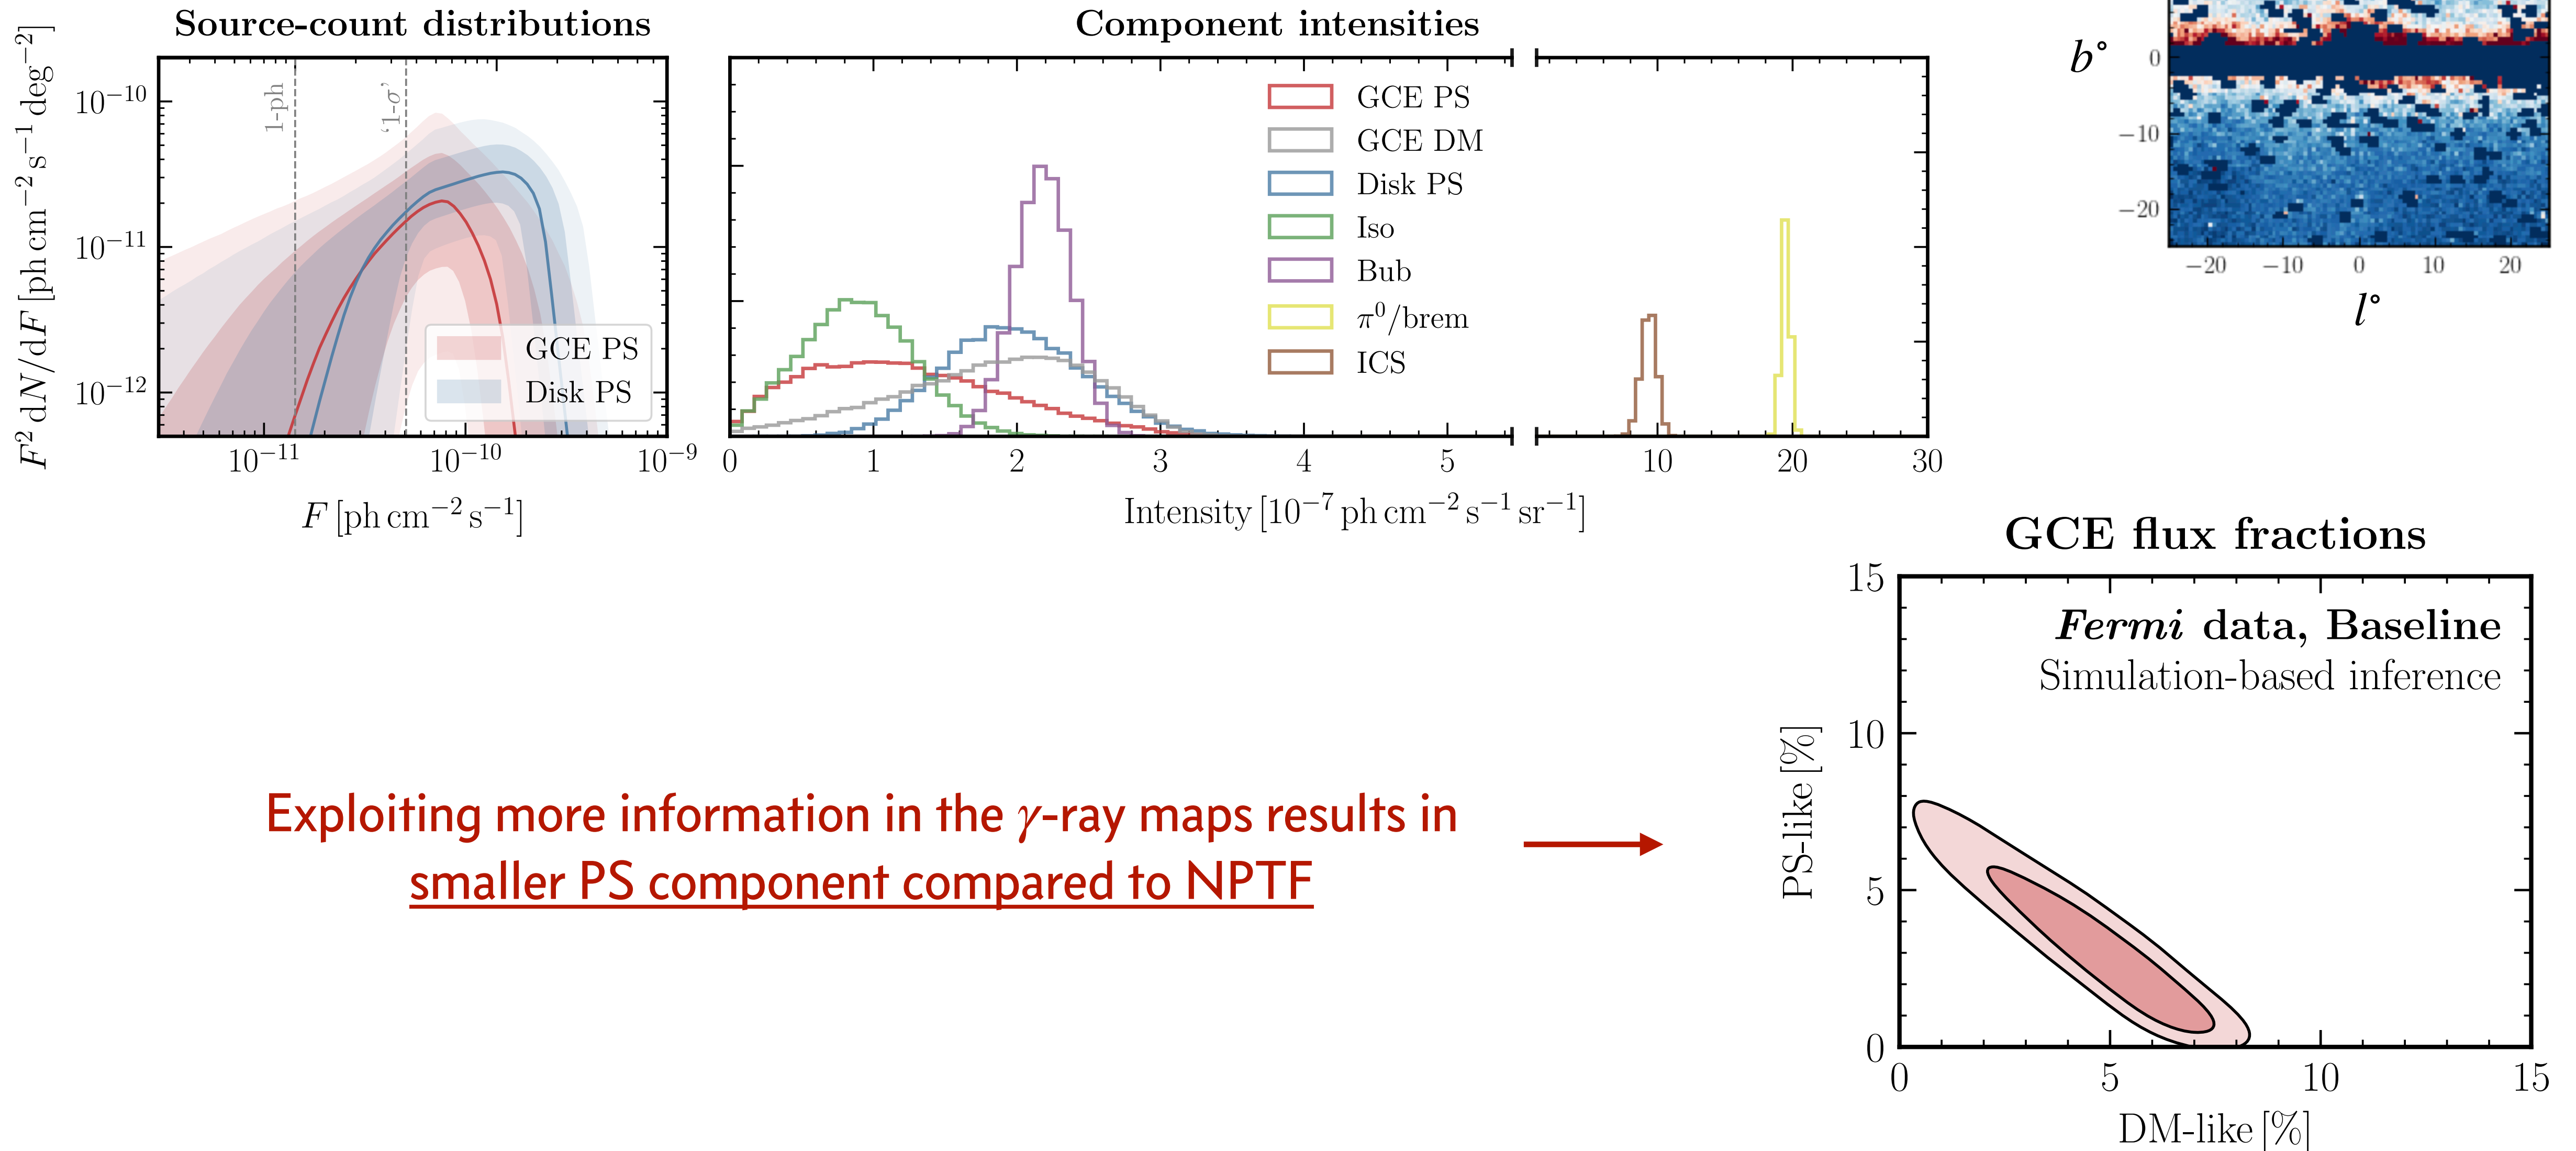 Source-count distributions
F² dN/dF [ph cm⁻² s⁻¹ deg⁻²]
10⁻¹⁰
10⁻¹¹
10⁻¹²
1-ph
‘1-σ’
GCE PS
Disk PS
10⁻¹¹ 10⁻¹⁰ 10⁻⁹
F [ph cm⁻² s⁻¹]
Component intensities
GCE PS
GCE DM
Disk PS
Iso
Bub
π⁰/brem
ICS
0 1 2 3 4 5 10 20 30
Intensity [10⁻⁷ ph cm⁻² s⁻¹ sr⁻¹]
b°
0
−10
−20
−20 −10 0 10 20
l°
Exploiting more information in the γ-ray maps results in
smaller PS component compared to NPTF
GCE flux fractions
Fermi data, Baseline
Simulation-based inference
PS-like [%]
15
10
5
0
0 5 10 15
DM-like [%]